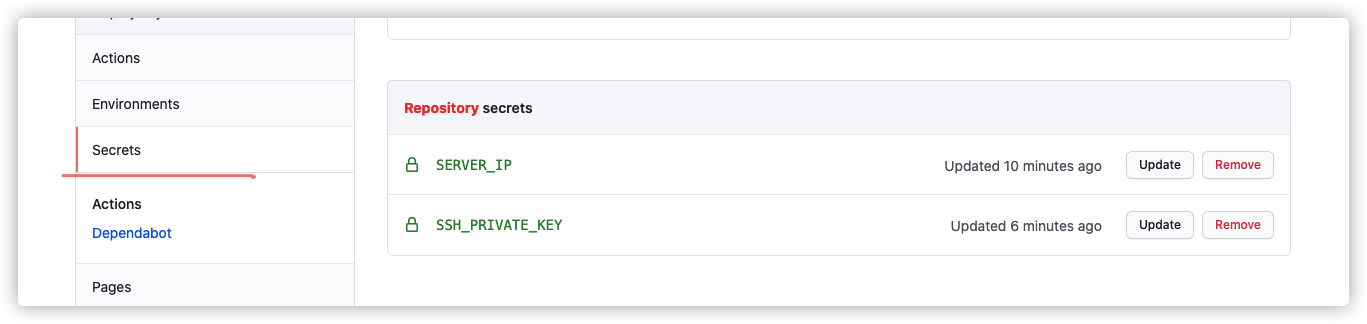 Actions
Environments
Secrets
Actions
Dependabot
Pages
Repository secrets
SERVER_IP
Updated 10 minutes ago
Update
Remove
SSH_PRIVATE_KEY
Updated 6 minutes ago
Update
Remove